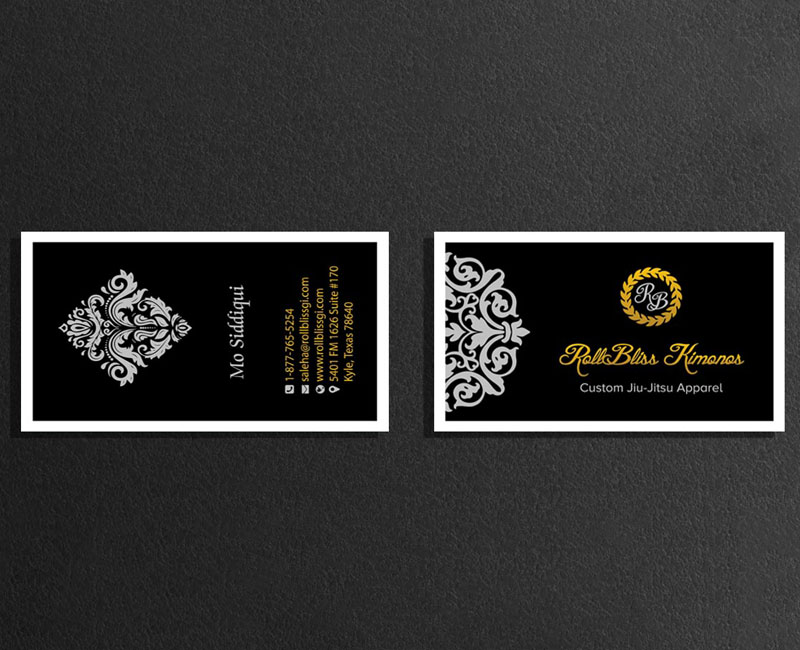 Mo Siddiqui
1-877-765-5254
saleha@rollblissgi.com
www.rollblissgi.com
5401 FM 1626 Suite #170
Kyle, Texas 78640
RB
RollBliss Kimonos
Custom Jiu-Jitsu Apparel